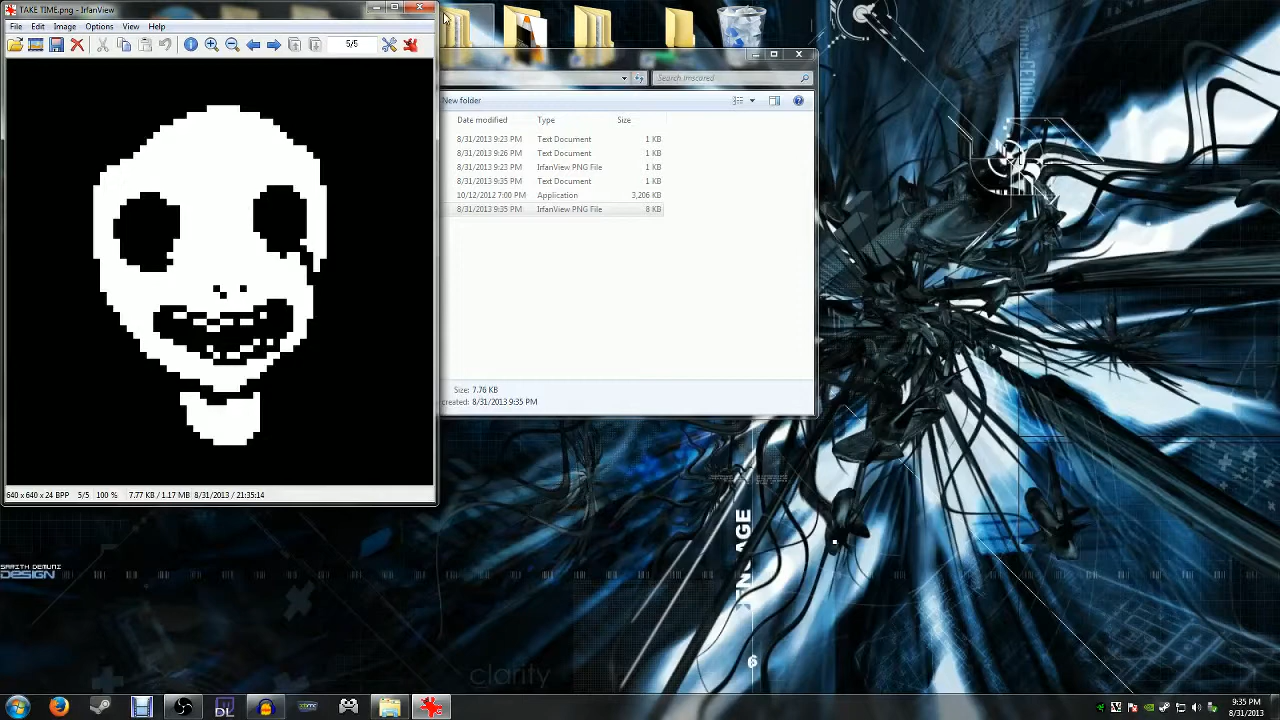 TAKE TIME.png - IrfanView
File Edit Image Options View Help
5/5
640 x 640 x 24 BPP 5/5 100 % 7.77 KB / 1.17 MB 8/31/2013 / 21:35:14
Search Imscared
New folder
Date modified Type Size
8/31/2013 9:23 PM Text Document 1 KB
8/31/2013 9:26 PM Text Document 1 KB
8/31/2013 9:23 PM IrfanView PNG File 1 KB
8/31/2013 9:35 PM Text Document 1 KB
10/12/2012 7:00 PM Application 3,206 KB
8/31/2013 9:35 PM IrfanView PNG File 8 KB
Size: 7.76 KB
created: 8/31/2013 9:35 PM
SARITH DEMUNI
DESIGN
clarity
6
DL
9:35 PM
8/31/2013